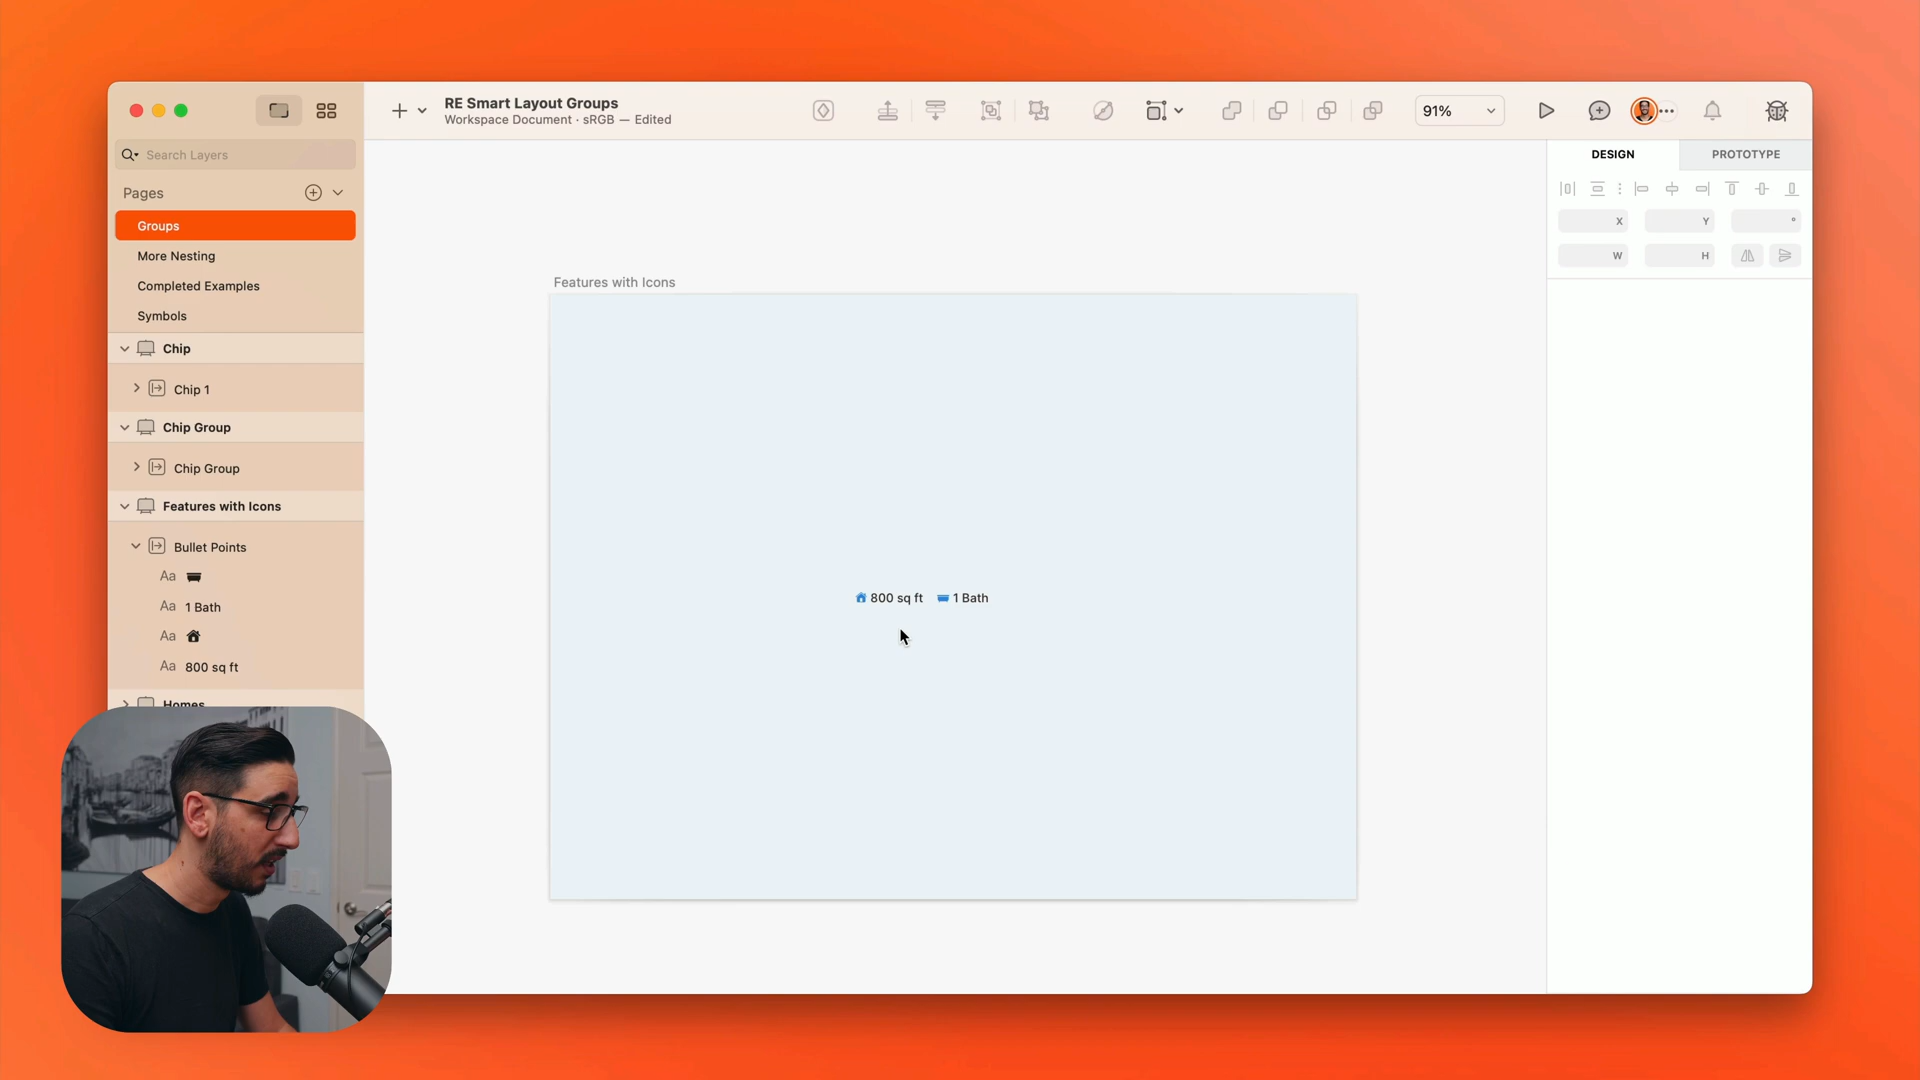 RE Smart Layout Groups
Workspace Document · sRGB — Edited
91%
Search Layers
Pages
Groups
More Nesting
Completed Examples
Symbols
Chip
Chip 1
Chip Group
Chip Group
Features with Icons
Bullet Points
Aa
Aa 1 Bath
Aa
Aa 800 sq ft
Homes
Features with Icons
800 sq ft 1 Bath
DESIGN PROTOTYPE
X Y °
W H